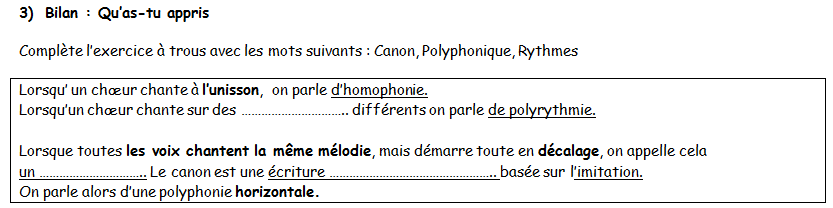 3) Bilan : Qu’as-tu appris
Complète l’exercice à trous avec les mots suivants : Canon, Polyphonique, Rythmes
Lorsqu’ un chœur chante à l’unisson, on parle d’homophonie.
Lorsqu’un chœur chante sur des ………………………….. différents on parle de polyrythmie.
Lorsque toutes les voix chantent la même mélodie, mais démarre toute en décalage, on appelle cela
un ………………………….. Le canon est une écriture ………………………………………….. basée sur l’imitation.
On parle alors d’une polyphonie horizontale.